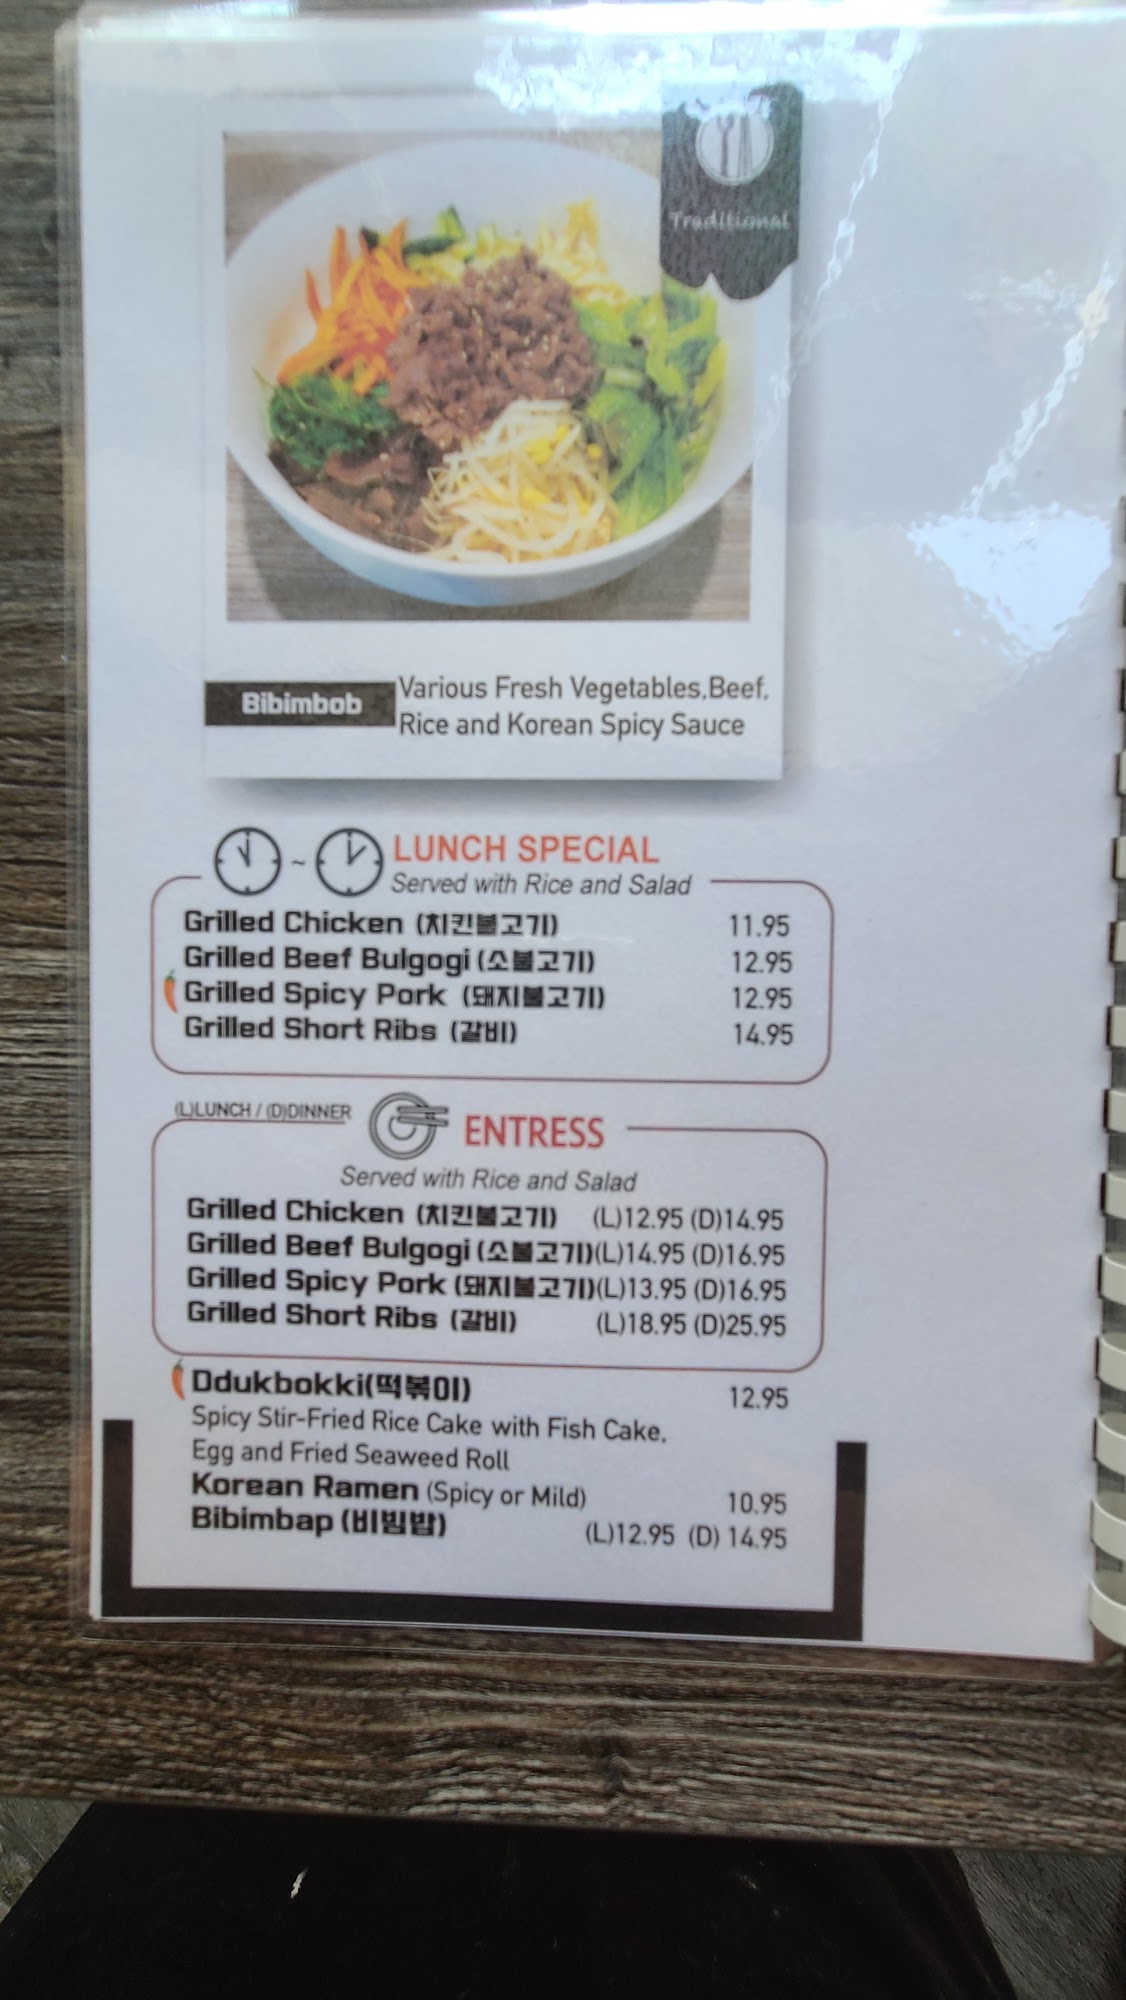 Traditional
Bibimbob
Various Fresh Vegetables,Beef,
Rice and Korean Spicy Sauce
~ LUNCH SPECIAL
Served with Rice and Salad
Grilled Chicken (치킨불고기) 11.95
Grilled Beef Bulgogi (소불고기) 12.95
Grilled Spicy Pork (돼지불고기) 12.95
Grilled Short Ribs (갈비) 14.95
(L)LUNCH / (D)DINNER ENTRESS
Served with Rice and Salad
Grilled Chicken (치킨불고기) (L)12.95 (D)14.95
Grilled Beef Bulgogi (소불고기)(L)14.95 (D)16.95
Grilled Spicy Pork (돼지불고기)(L)13.95 (D)16.95
Grilled Short Ribs (갈비) (L)18.95 (D)25.95
Ddukbokki(떡볶이) 12.95
Spicy Stir-Fried Rice Cake with Fish Cake,
Egg and Fried Seaweed Roll
Korean Ramen (Spicy or Mild) 10.95
Bibimbap (비빔밥) (L)12.95 (D) 14.95